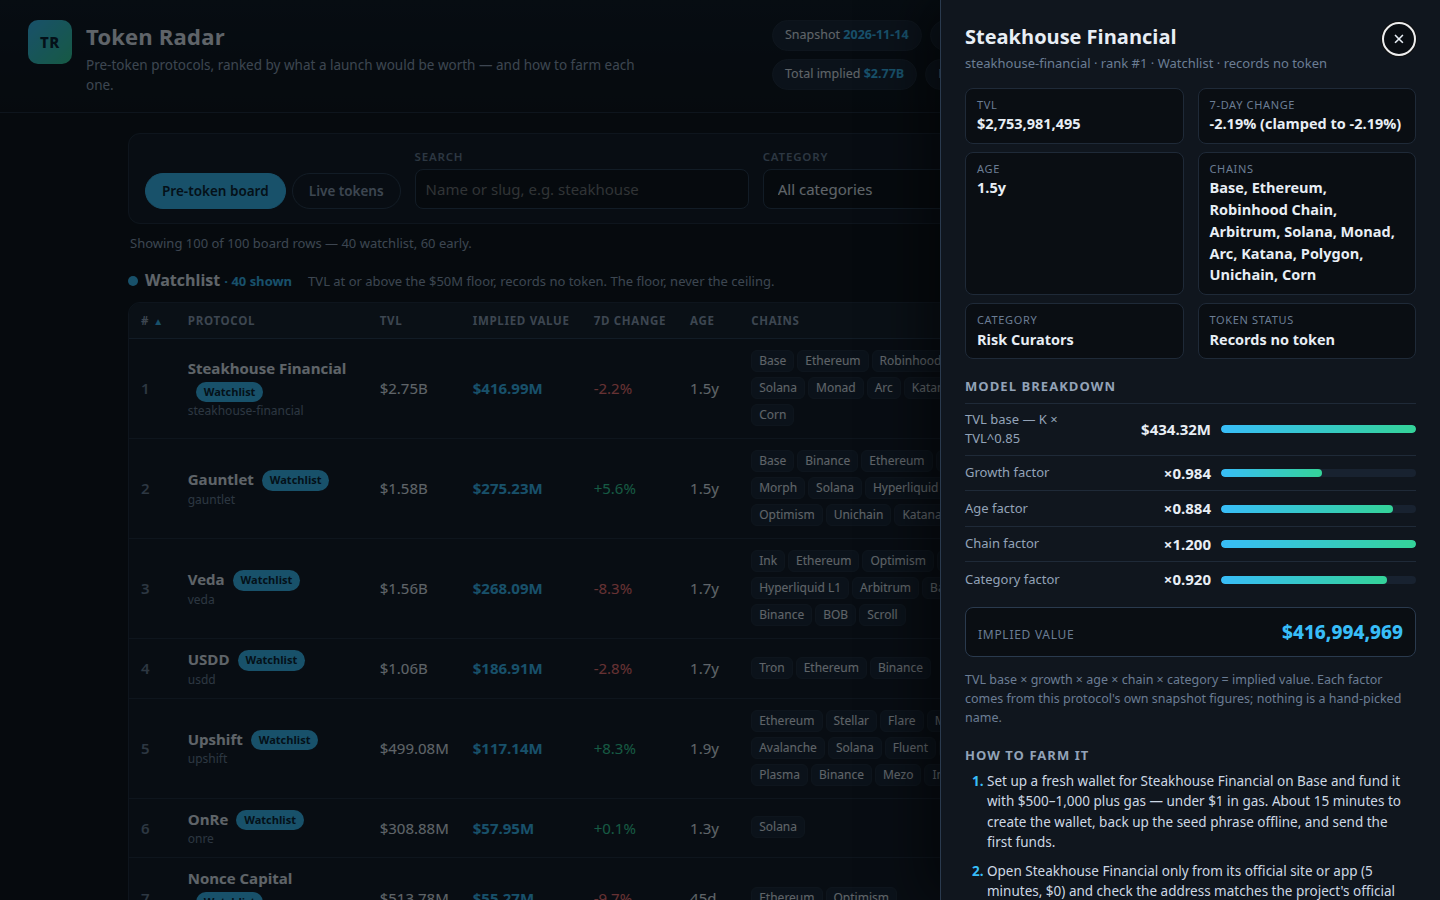 TR
Token Radar
Pre-token protocols, ranked by what a launch would be worth — and how to farm each
one.
Snapshot 2026-11-14
Total implied $2.77B
SEARCH
CATEGORY
Pre-token board
Live tokens
Name or slug, e.g. steakhouse
All categories
Showing 100 of 100 board rows — 40 watchlist, 60 early.
Watchlist · 40 shown TVL at or above the $50M floor, records no token. The floor, never the ceiling.
# ▲ PROTOCOL TVL IMPLIED VALUE 7D CHANGE AGE CHAINS
1 Steakhouse Financial Watchlist steakhouse-financial $2.75B $416.99M -2.2% 1.5y Base Ethereum Robinhood
Solana Monad Arc
Corn
2 Gauntlet Watchlist gauntlet $1.58B $275.23M +5.6% 1.5y Base Binance Ethereum
Morph Solana Hyperliquid
Optimism Unichain Katana
3 Veda Watchlist veda $1.56B $268.09M -8.3% 1.7y Ink Ethereum Optimism
Hyperliquid L1 Arbitrum
Binance BOB Scroll
4 USDD Watchlist usdd $1.06B $186.91M -2.8% 1.7y Tron Ethereum Binance
5 Upshift Watchlist upshift $499.08M $117.14M +8.3% 1.9y Ethereum Stellar Flare
Avalanche Solana Fluent
Plasma Binance Mezo
6 OnRe Watchlist onre $308.88M $57.95M +0.1% 1.3y Solana
7 Nonce Capital Watchlist $513.78M $55.27M -9.7% 45d Ethereum Optimism
Steakhouse Financial
×
steakhouse-financial · rank #1 · Watchlist · records no token
TVL
$2,753,981,495
7-DAY CHANGE
-2.19% (clamped to -2.19%)
AGE
1.5y
CHAINS
Base, Ethereum,
Robinhood Chain,
Arbitrum, Solana, Monad,
Arc, Katana, Polygon,
Unichain, Corn
CATEGORY
Risk Curators
TOKEN STATUS
Records no token
MODEL BREAKDOWN
TVL base — K ×
TVL^0.85
$434.32M
Growth factor ×0.984
Age factor ×0.884
Chain factor ×1.200
Category factor ×0.920
IMPLIED VALUE $416,994,969
TVL base × growth × age × chain × category = implied value. Each factor
comes from this protocol's own snapshot figures; nothing is a hand-picked
name.
HOW TO FARM IT
1. Set up a fresh wallet for Steakhouse Financial on Base and fund it
with $500–1,000 plus gas — under $1 in gas. About 15 minutes to
create the wallet, back up the seed phrase offline, and send the
first funds.
2. Open Steakhouse Financial only from its official site or app (5
minutes, $0) and check the address matches the project's official